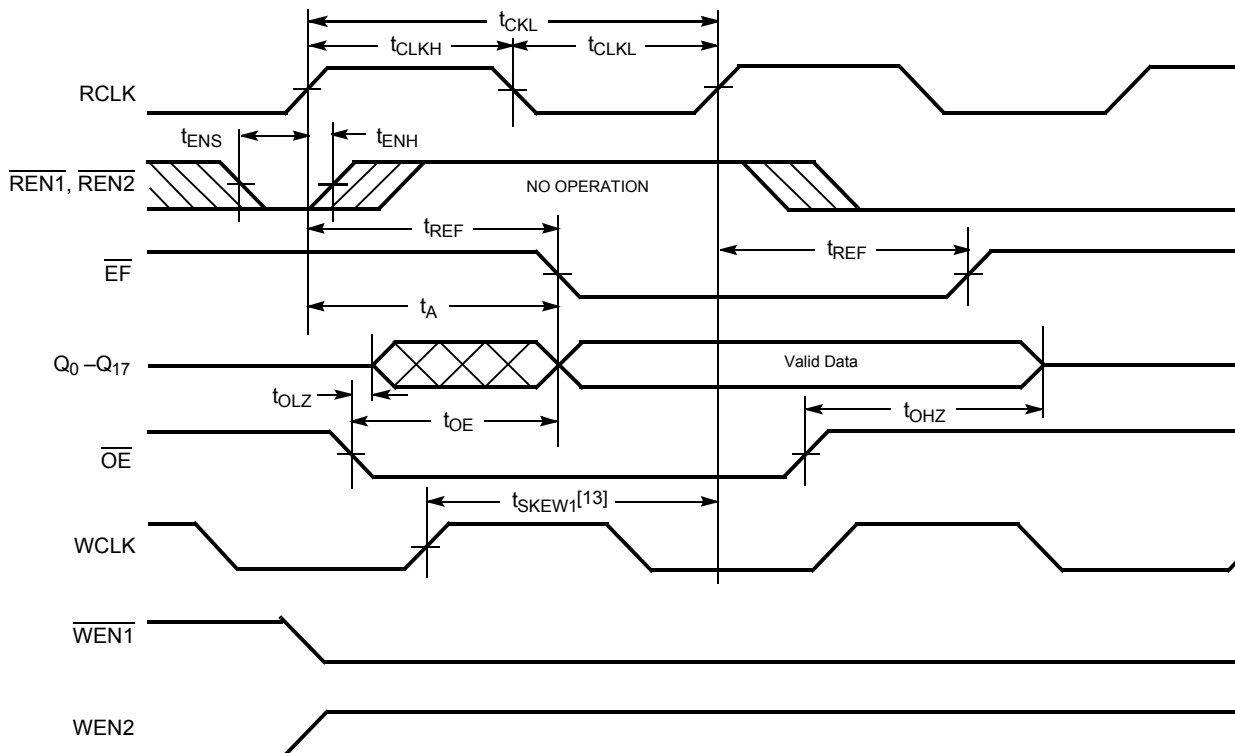 tCKL
tCLKH
tCLKL
RCLK
tENS
tENH
REN1, REN2
NO OPERATION
tREF
tREF
EF
tA
Q0 –Q17
Valid Data
tOLZ
tOE
tOHZ
OE
tSKEW1[13]
WCLK
WEN1
WEN2